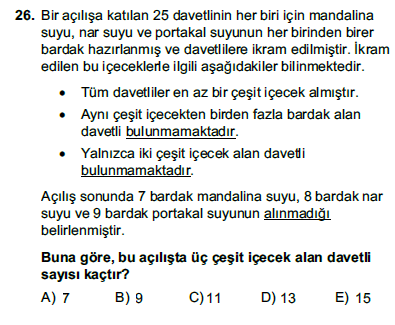 26. Bir açılışa katılan 25 davetlinin her biri için mandalina
suyu, nar suyu ve portakal suyunun her birinden birer
bardak hazırlanmış ve davetlilere ikram edilmiştir. İkram
edilen bu içeceklerle ilgili aşağıdakiler bilinmektedir.
• Tüm davetliler en az bir çeşit içecek almıştır.
• Aynı çeşit içecekten birden fazla bardak alan
davetli bulunmamaktadır.
• Yalnızca iki çeşit içecek alan davetli
bulunmamaktadır.
Açılış sonunda 7 bardak mandalina suyu, 8 bardak nar
suyu ve 9 bardak portakal suyunun alınmadığı
belirlenmiştir.
Buna göre, bu açılışta üç çeşit içecek alan davetli
sayısı kaçtır?
A) 7 B) 9 C) 11 D) 13 E) 15